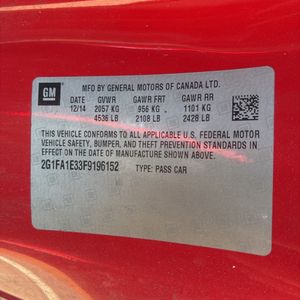 GM
MFD BY GENERAL MOTORS OF CANADA LTD.
DATE GVWR GAWR FRT GAWR RR
12/14 2057 KG 956 KG 1101 KG
4536 LB 2108 LB 2428 LB
THIS VEHICLE CONFORMS TO ALL APPLICABLE U.S. FEDERAL MOTOR
VEHICLE SAFETY, BUMPER, AND THEFT PREVENTION STANDARDS IN
EFFECT ON THE DATE OF MANUFACTURE SHOWN ABOVE.
2G1FA1E33F9196152 TYPE: PASS CAR